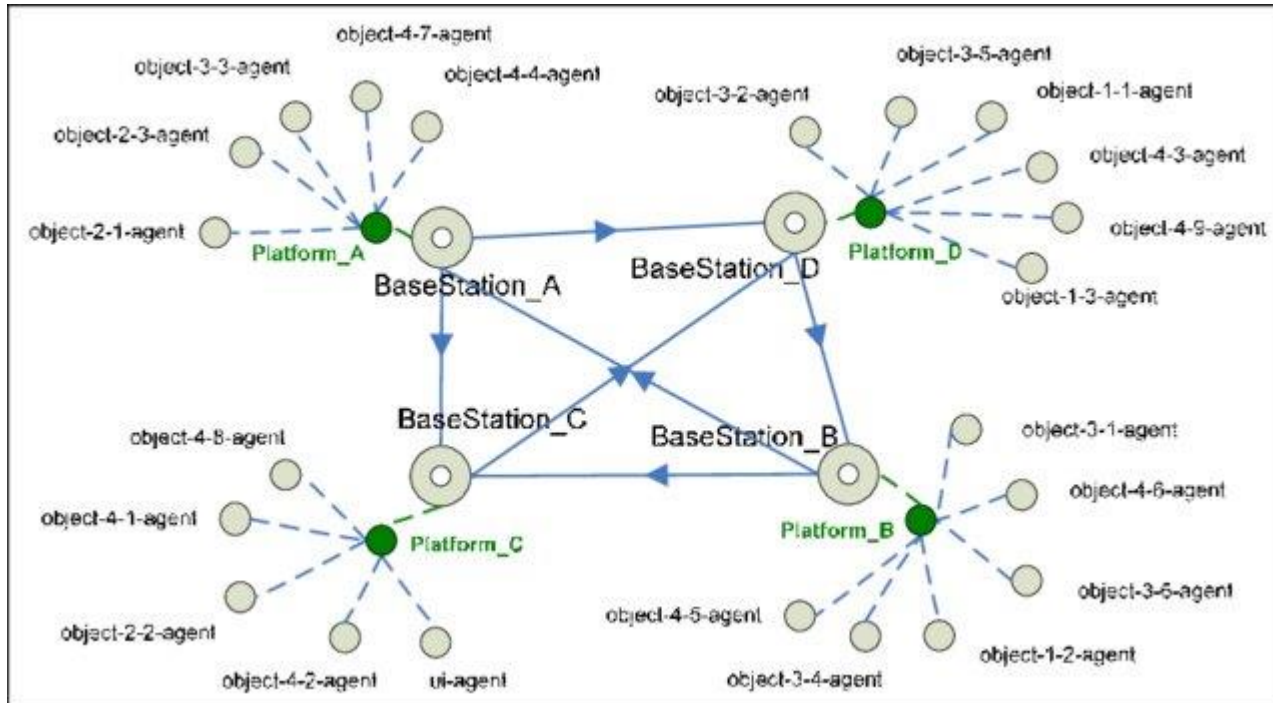 object-4-7-agent
object-3-3-agent
object-4-4-agent
object-2-3-agent
object-2-1-agent
Platform_A
BaseStation_A
object-3-5-agent
object-3-2-agent
object-1-1-agent
object-4-3-agent
object-4-9-agent
Platform_D
BaseStation_D
object-1-3-agent
BaseStation_C
object-4-8-agent
object-4-1-agent
Platform_C
object-2-2-agent
object-4-2-agent
ui-agent
BaseStation_B
object-3-1-agent
object-4-6-agent
Platform_B
object-3-6-agent
object-4-5-agent
object-1-2-agent
object-3-4-agent